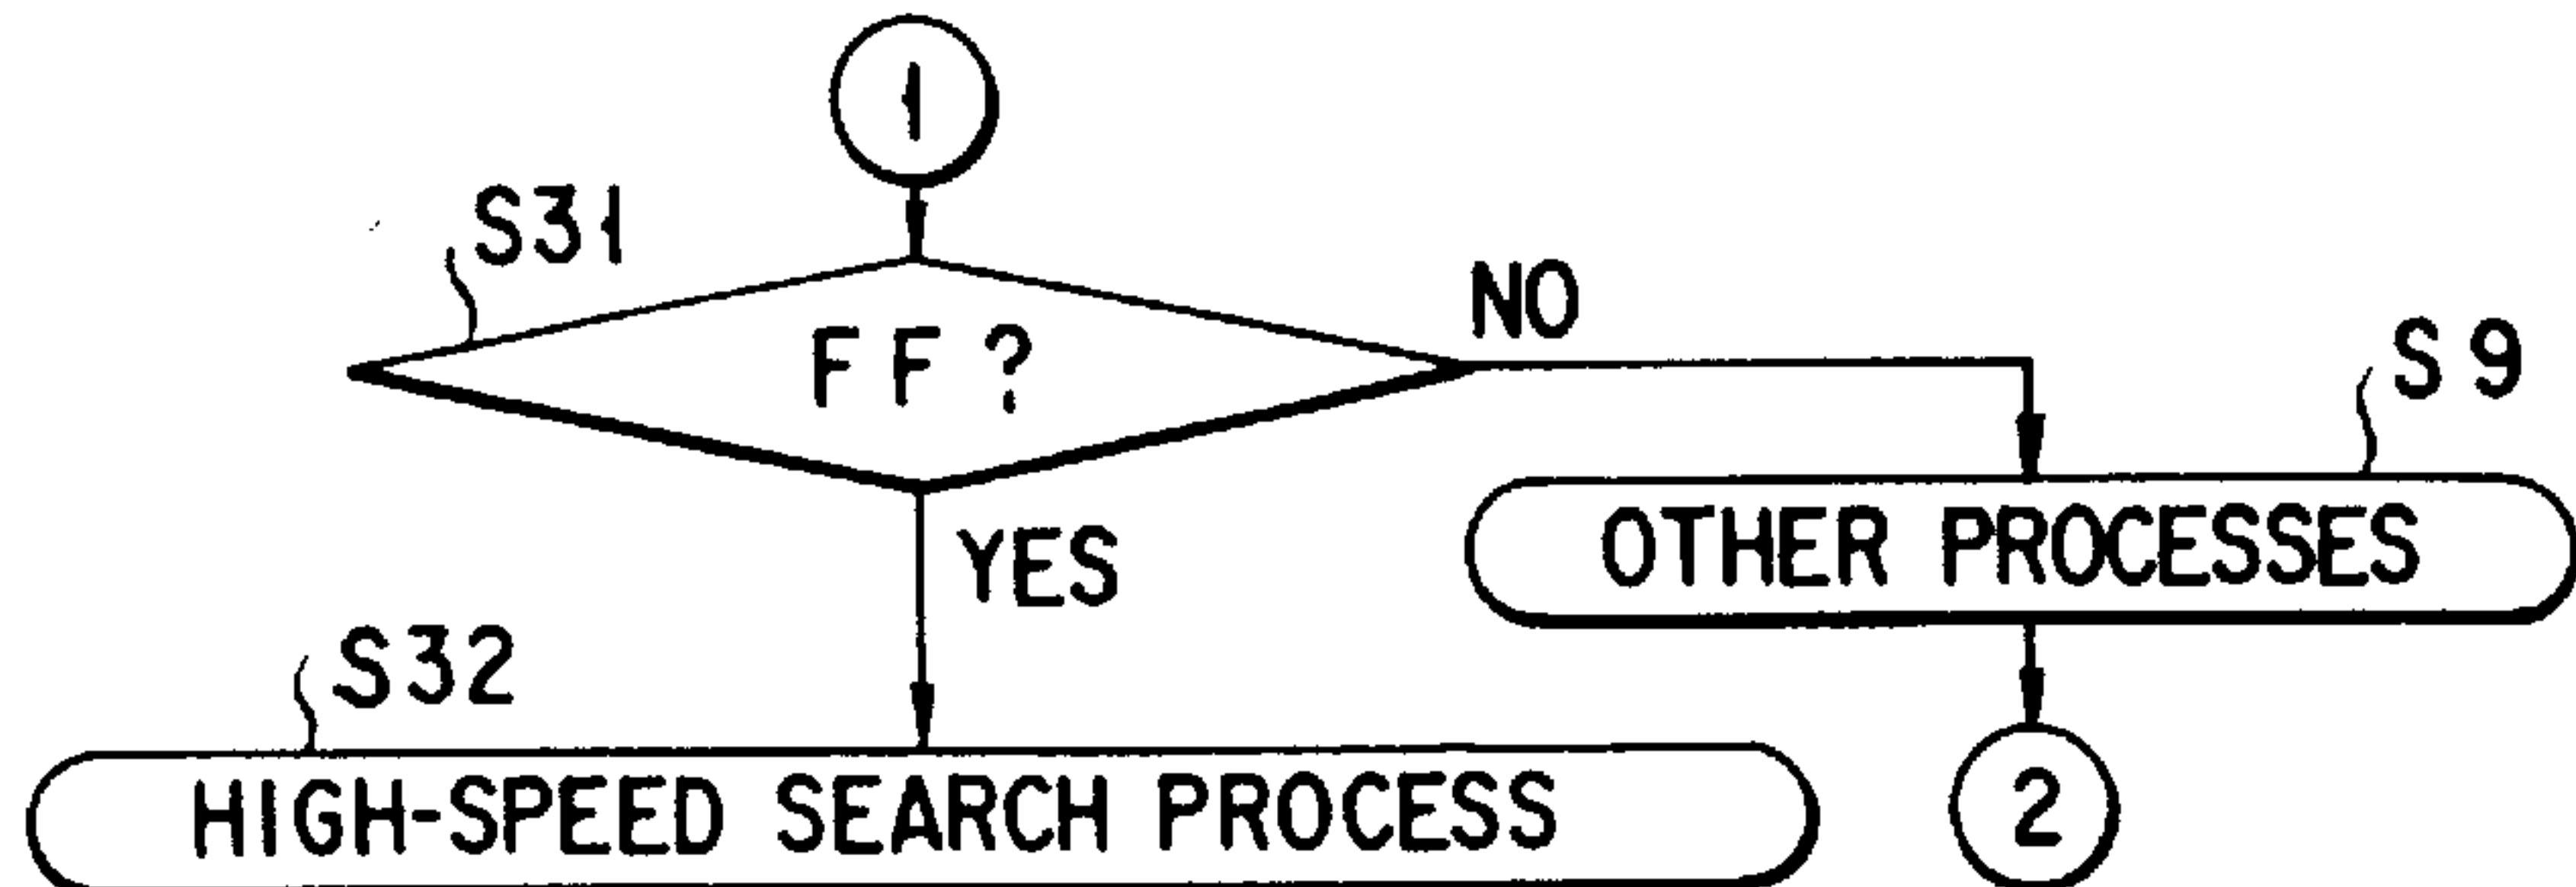 1
S31
FF?
NO
S9
OTHER PROCESSES
YES
S32
HIGH-SPEED SEARCH PROCESS
2